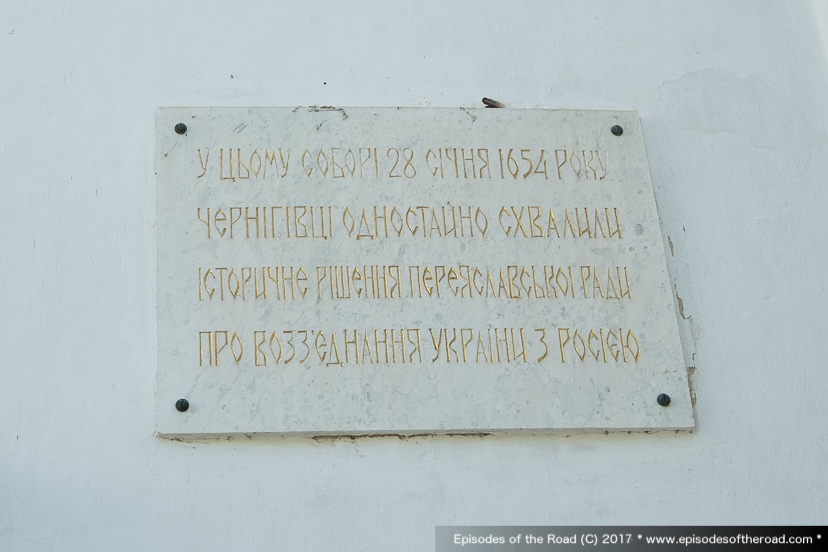 У ЦЬОМУ СОБОРІ 28 СІЧНЯ 1654 РОКУ
ЧЕРНІГІВЦІ ОДНОСТАЙНО СХВАЛИЛИ
ІСТОРИЧНЕ РІШЕННЯ ПЕРЕЯСЛАВСЬКОЇ РАДИ
ПРО ВОЗЗ'ЄДНАННЯ УКРАЇНИ З РОСІЄЮ
Episodes of the Road (C) 2017 * www.episodesoftheroad.com *